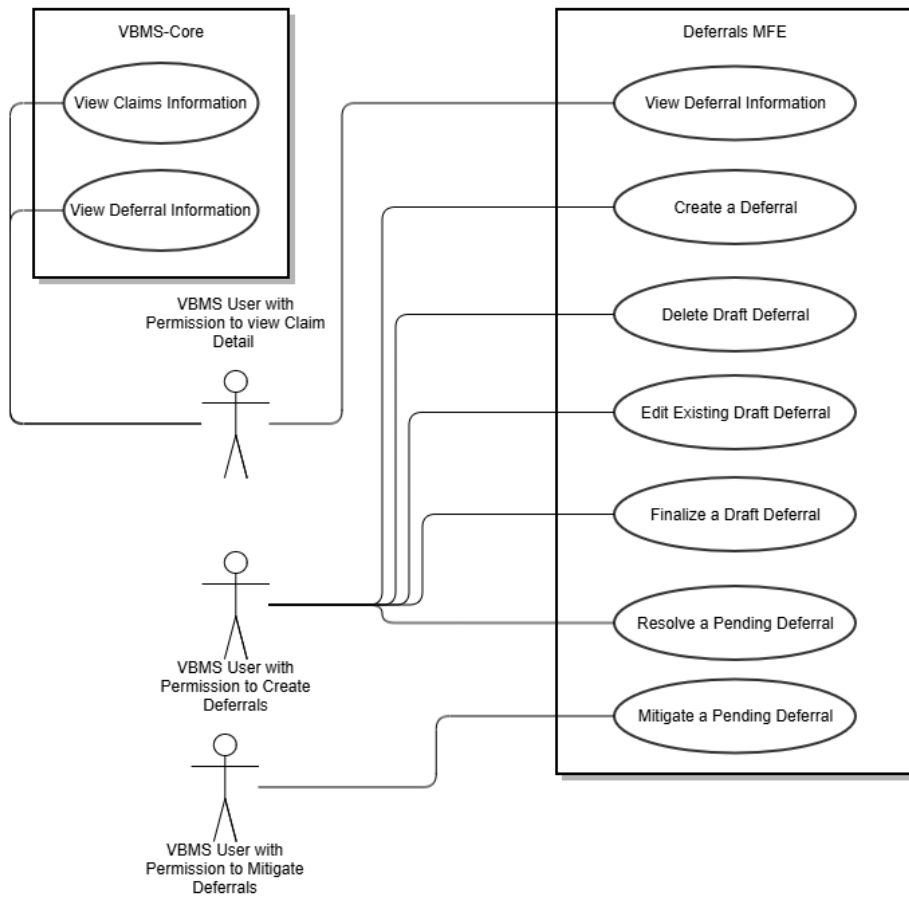 VBMS-Core
View Claims Information
View Deferral Information
VBMS User with
Permission to view Claim
Detail
VBMS User with
Permission to Create
Deferrals
VBMS User with
Permission to Mitigate
Deferrals
Deferrals MFE
View Deferral Information
Create a Deferral
Delete Draft Deferral
Edit Existing Draft Deferral
Finalize a Draft Deferral
Resolve a Pending Deferral
Mitigate a Pending Deferral